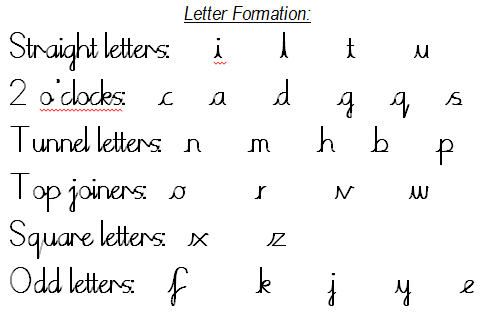 Letter Formation:
Straight letters: i l t u
2 o'clocks: c a d g q s
Tunnel letters: n m h b p
Top joiners: o r v w
Square letters: x z
Odd letters: f k j y e